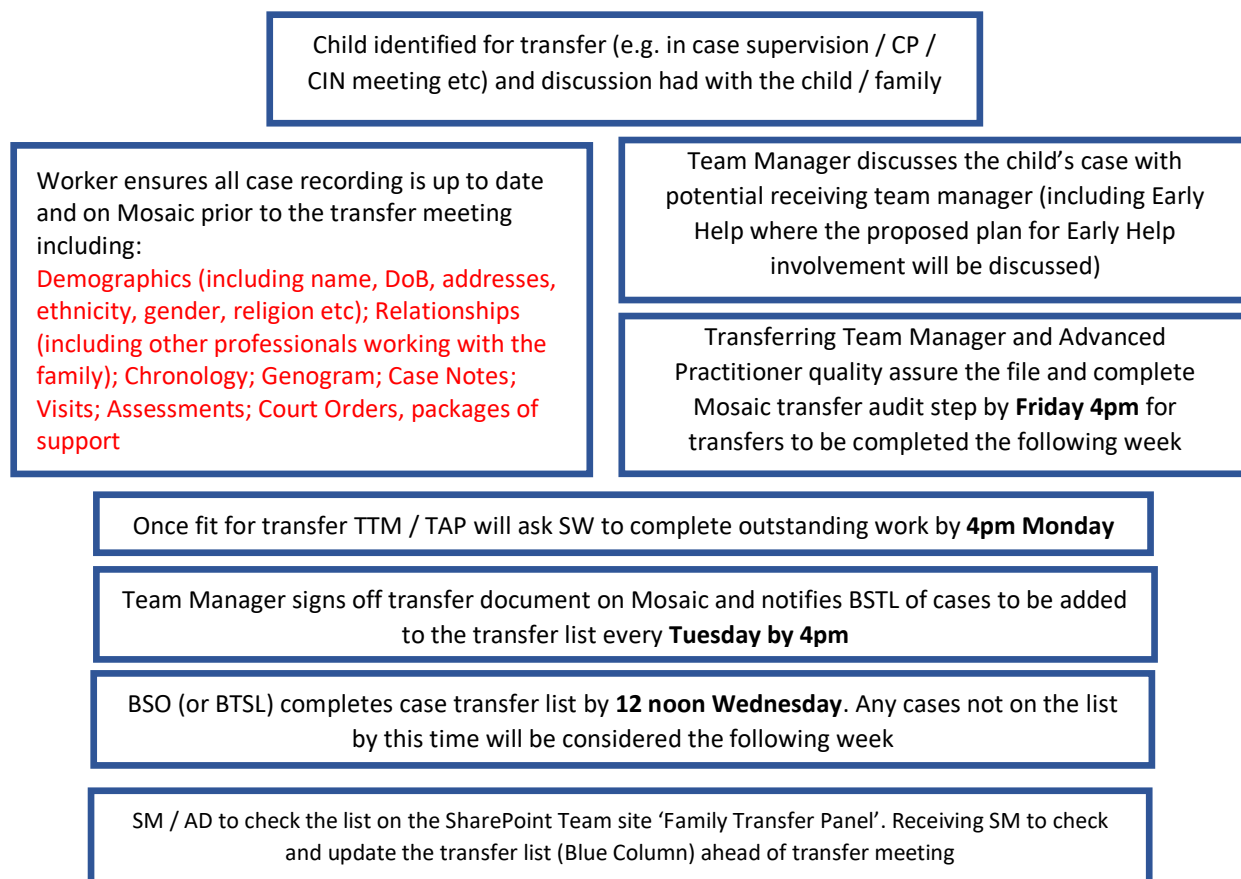 Child identified for transfer (e.g. in case supervision / CP /
CIN meeting etc) and discussion had with the child / family
Worker ensures all case recording is up to date
and on Mosaic prior to the transfer meeting
including:
Demographics (including name, DoB, addresses,
ethnicity, gender, religion etc); Relationships
(including other professionals working with the
family); Chronology; Genogram; Case Notes;
Visits; Assessments; Court Orders, packages of
support
Team Manager discusses the child’s case with
potential receiving team manager (including Early
Help where the proposed plan for Early Help
involvement will be discussed)
Transferring Team Manager and Advanced
Practitioner quality assure the file and complete
Mosaic transfer audit step by Friday 4pm for
transfers to be completed the following week
Once fit for transfer TTM / TAP will ask SW to complete outstanding work by 4pm Monday
Team Manager signs off transfer document on Mosaic and notifies BSTL of cases to be added
to the transfer list every Tuesday by 4pm
BSO (or BTSL) completes case transfer list by 12 noon Wednesday. Any cases not on the list
by this time will be considered the following week
SM / AD to check the list on the SharePoint Team site ‘Family Transfer Panel’. Receiving SM to check
and update the transfer list (Blue Column) ahead of transfer meeting